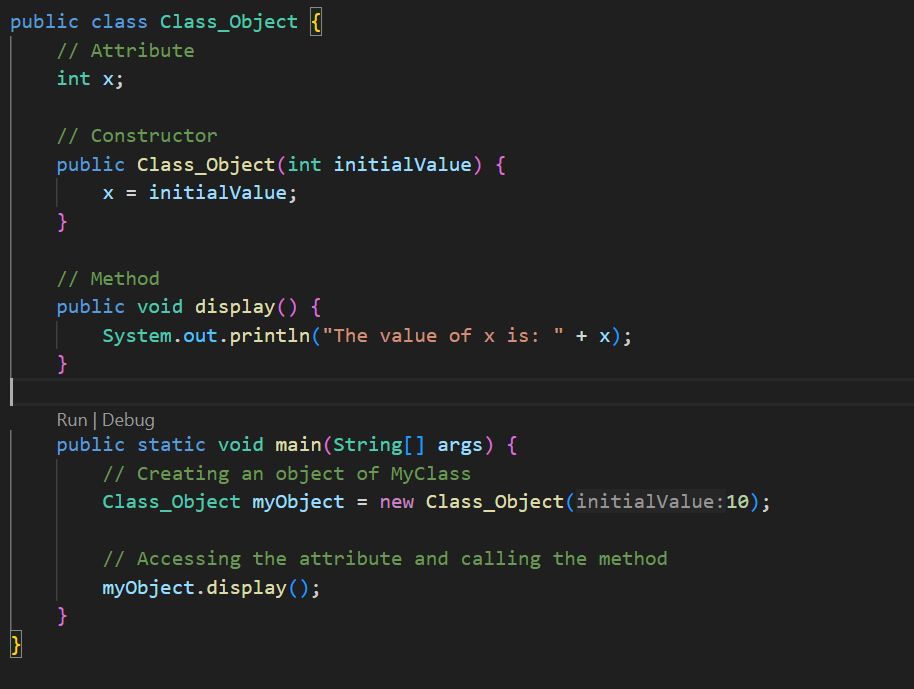 public class Class_Object {
    // Attribute
    int x;

    // Constructor
    public Class_Object(int initialValue) {
        x = initialValue;
    }

    // Method
    public void display() {
        System.out.println("The value of x is: " + x);
    }

    Run | Debug
    public static void main(String[] args) {
        // Creating an object of MyClass
        Class_Object myObject = new Class_Object(initialValue:10);

        // Accessing the attribute and calling the method
        myObject.display();
    }
}